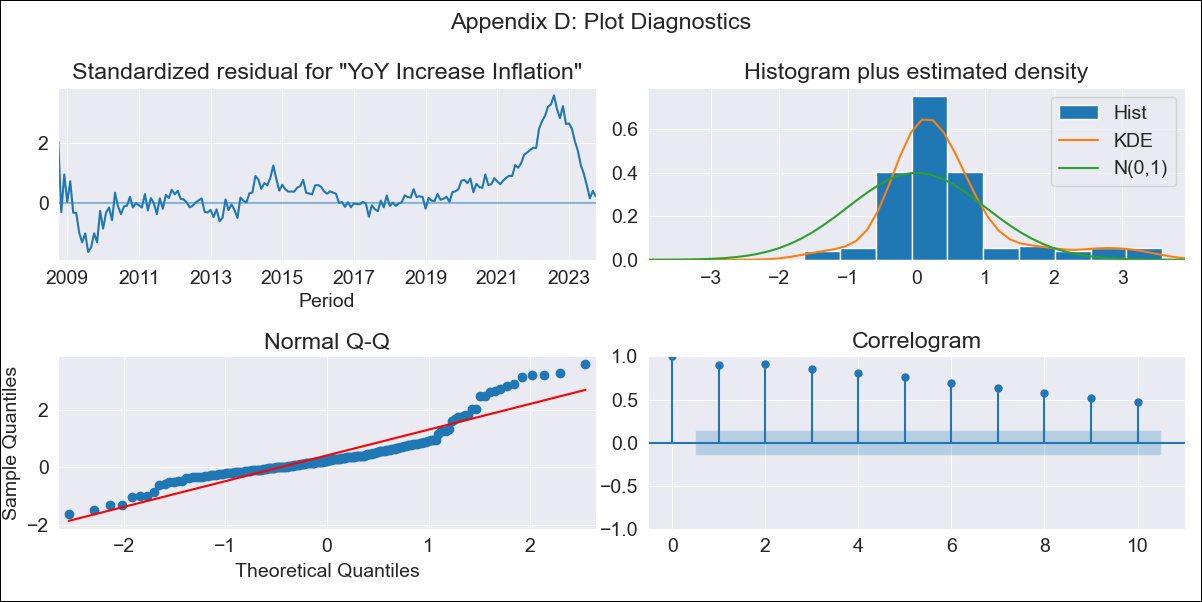 Appendix D: Plot Diagnostics
Standardized residual for "YoY Increase Inflation"
2
0
2009 2011 2013 2015 2017 2019 2021 2023
Period
Histogram plus estimated density
Hist
KDE
N(0,1)
0.6
0.4
0.2
0.0
−3 −2 −1 0 1 2 3
Normal Q-Q
Sample Quantiles
2
0
−2
−2 −1 0 1 2
Theoretical Quantiles
Correlogram
1.0
0.5
0.0
−0.5
−1.0
0 2 4 6 8 10